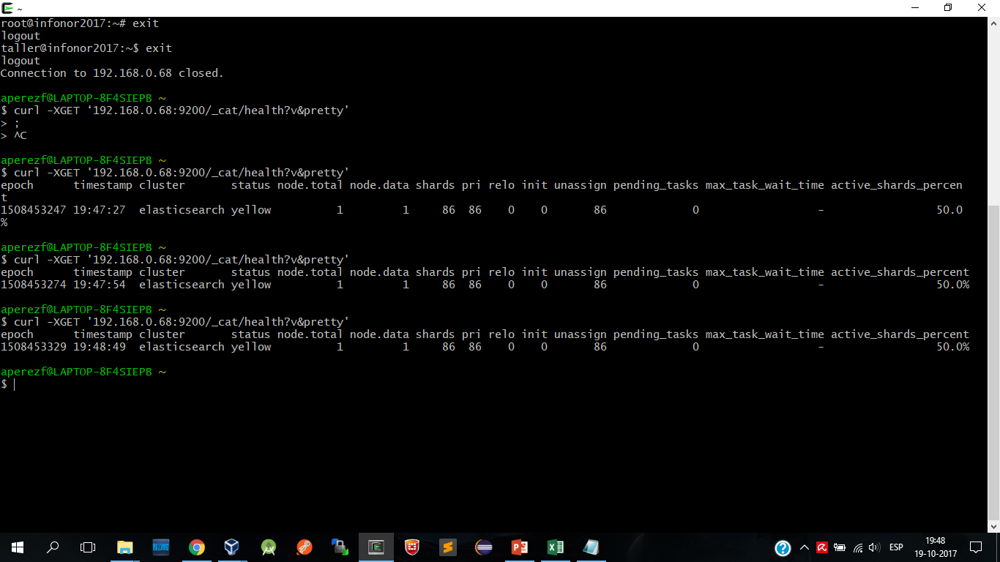 ~
root@infonor2017:~# exit
logout
taller@infonor2017:~$ exit
logout
Connection to 192.168.0.68 closed.
aperezf@LAPTOP-8F4SIEPB ~
$ curl -XGET ‘192.168.0.68:9200/_cat/health?v&pretty'
> ;
> ^C
aperezf@LAPTOP-8F4SIEPB ~
$ curl -XGET '192.168.0.68:9200/_cat/health?v&pretty'
epoch      timestamp cluster       status node.total node.data shards pri relo init unassign pending_tasks max_task_wait_time active_shards_percen
t
1508453247 19:47:27  elasticsearch yellow          1         1     86  86    0    0       86             0                  -                50.0
%
aperezf@LAPTOP-8F4SIEPB ~
$ curl -XGET '192.168.0.68:9200/_cat/health?v&pretty'
epoch      timestamp cluster       status node.total node.data shards pri relo init unassign pending_tasks max_task_wait_time active_shards_percent
1508453274 19:47:54  elasticsearch yellow          1         1     86  86    0    0       86             0                  -                 50.0%
aperezf@LAPTOP-8F4SIEPB ~
$ curl -XGET '192.168.0.68:9200/_cat/health?v&pretty'
epoch      timestamp cluster       status node.total node.data shards pri relo init unassign pending_tasks max_task_wait_time active_shards_percent
1508453329 19:48:49  elasticsearch yellow          1         1     86  86    0    0       86             0                  -                 50.0%
aperezf@LAPTOP-8F4SIEPB ~
$
ESP
19:48
19-10-2017